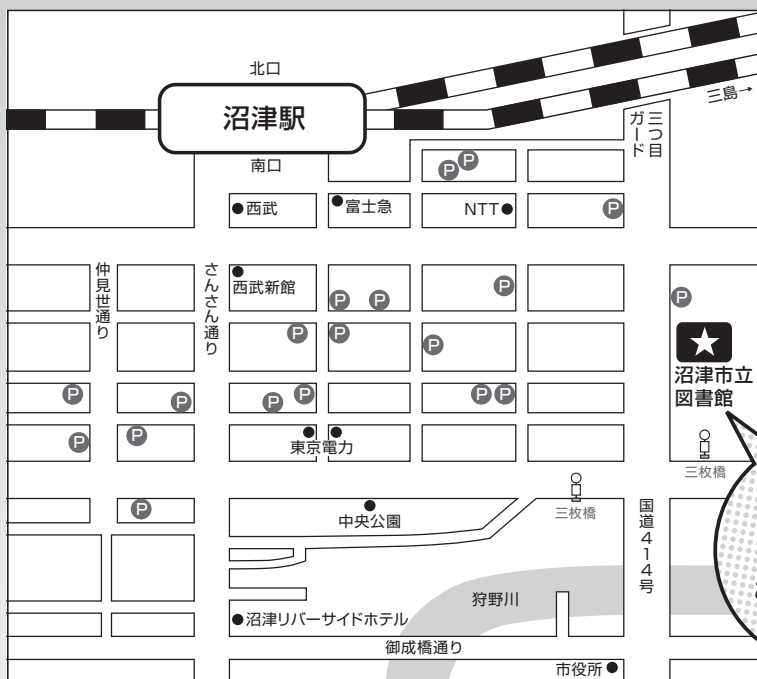 北口
沼津駅
南口
三島→
三つ目
ガード
P
P
西武
富士急
NTT
P
仲見世通り
さんさん通り
西武新館
P
P
P
P
P
P
P
沼津市立
図書館
P
P
P
P
P
P
P
P
東京電力
三枚橋
P
中央公園
三枚橋
国道414号
狩野川
沼津リバーサイドホテル
御成橋通り
市役所